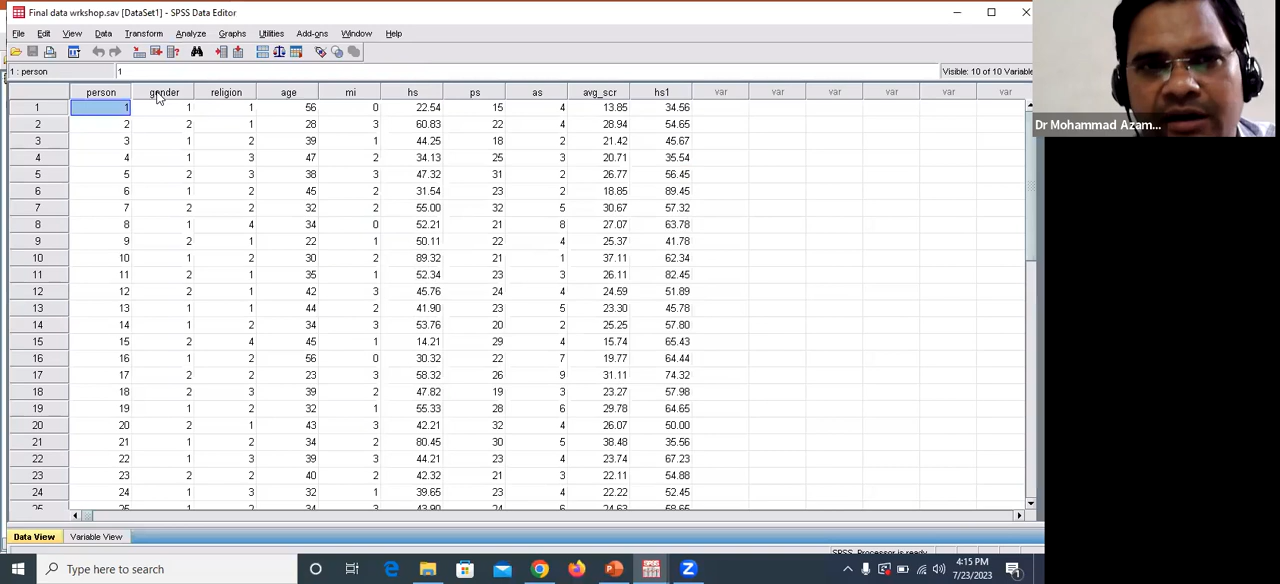 Final data wrkshop.sav [DataSet1] - SPSS Data Editor
File Edit View Data Transform Analyze Graphs Utilities Add-ons Window Help
1 : person 1 Visible: 10 of 10 Variable
person gender religion age mi hs ps as avg_scr hs1 var var var var var
1 1 1 1 56 0 22.54 15 4 13.85 34.56
2 2 2 1 28 3 60.83 22 4 28.94 54.65
3 3 1 2 39 1 44.25 18 2 21.42 45.67
4 4 1 3 47 2 34.13 25 3 20.71 35.54
5 5 2 3 38 3 47.32 31 2 26.77 56.45
6 6 1 2 45 2 31.54 23 2 18.85 89.45
7 7 2 2 32 2 55.00 32 5 30.67 57.32
8 8 1 4 34 0 52.21 21 8 27.07 63.78
9 9 2 1 22 1 50.11 22 4 25.37 41.78
10 10 1 2 30 2 89.32 21 1 37.11 62.34
11 11 2 1 35 1 52.34 23 3 26.11 82.45
12 12 2 1 42 3 45.76 24 4 24.59 51.89
13 13 1 1 44 2 41.90 23 5 23.30 45.78
14 14 1 2 34 3 53.76 20 2 25.25 57.80
15 15 2 4 45 1 14.21 29 4 15.74 65.43
16 16 1 2 56 0 30.32 22 7 19.77 64.44
17 17 2 2 23 3 58.32 26 9 31.11 74.32
18 18 2 3 39 2 47.82 19 3 23.27 57.98
19 19 1 2 32 1 55.33 28 6 29.78 64.65
20 20 2 1 43 3 42.21 32 4 26.07 50.00
21 21 1 2 34 2 80.45 30 5 38.48 35.56
22 22 1 3 39 3 44.21 23 4 23.74 67.23
23 23 2 2 40 2 42.32 21 3 22.11 54.88
24 24 1 3 32 1 39.65 23 4 22.22 52.45
Data View Variable View
SPSS Processor is ready
Type here to search
4:15 PM
7/23/2023
Dr Mohammad Azam...